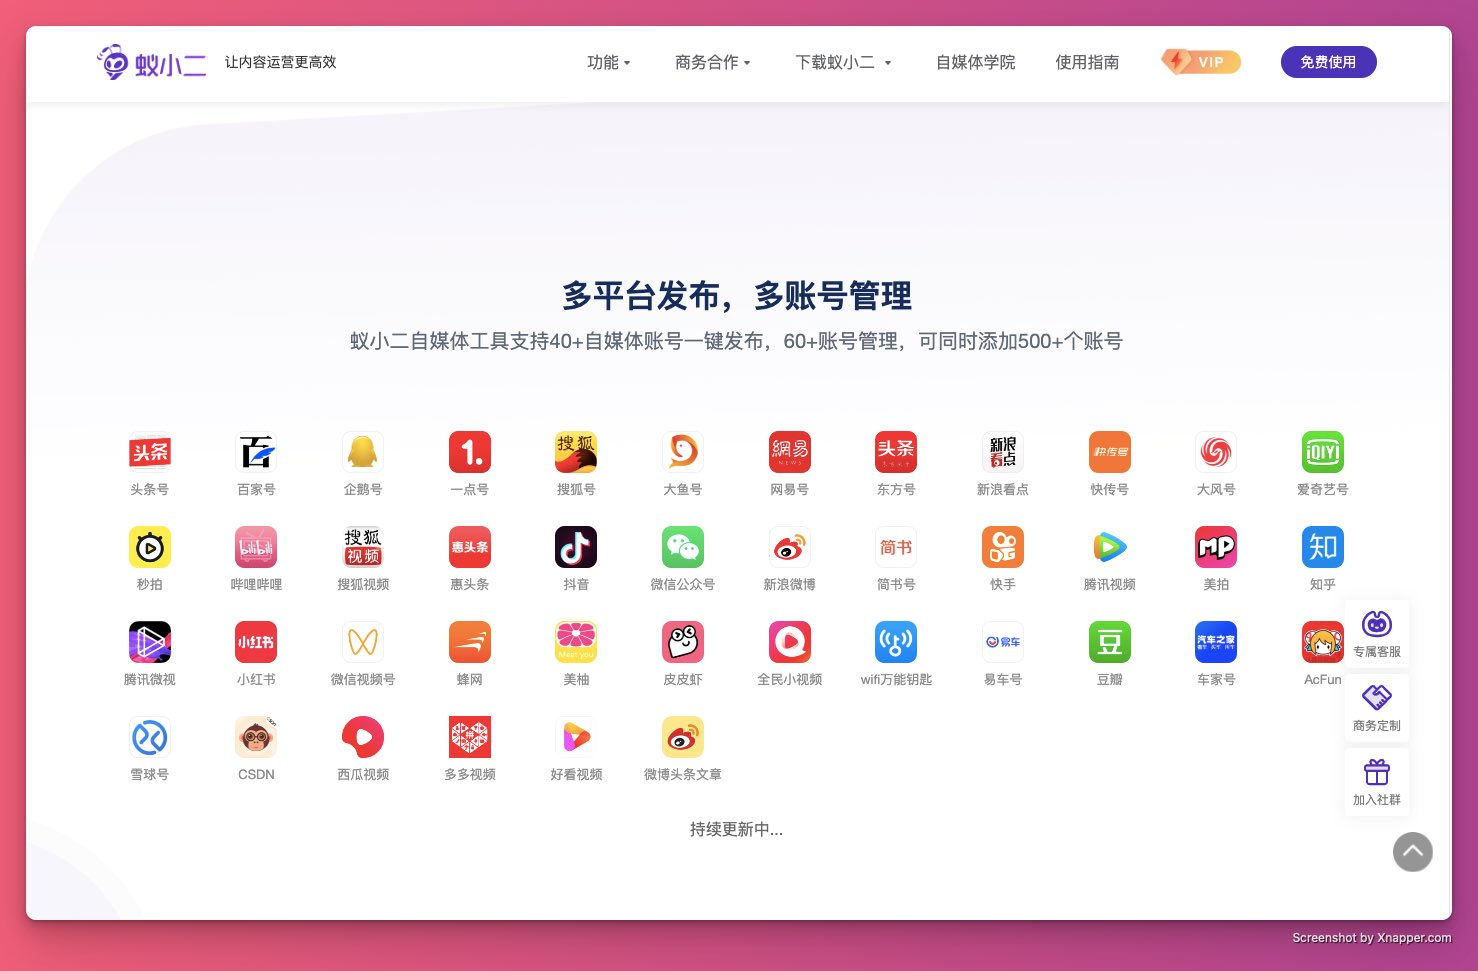 蚁小二 让内容运营更高效 功能 商务合作 下载蚁小二 自媒体学院 使用指南 VIP 免费使用
多平台发布，多账号管理
蚁小二自媒体工具支持40+自媒体账号一键发布，60+账号管理，可同时添加500+个账号
头条 百 1. 搜狐 網易 NEWS 头条 新浪看点 快传号 iQIYI
头条号 百家号 企鹅号 一点号 搜狐号 大鱼号 网易号 东方号 新浪看点 快传号 大风号 爱奇艺号
bilibili 搜狐视频 惠头条 简书 MP 知
秒拍 哔哩哔哩 搜狐视频 惠头条 抖音 微信公众号 新浪微博 简书号 快手 腾讯视频 美拍 知乎
小红书 Meet you 易车 豆 汽车之家
腾讯微视 小红书 微信视频号 蜂网 美柚 皮皮虾 全民小视频 wifi万能钥匙 易车号 豆瓣 车家号 AcFun
专属客服
商务定制
雪球号 CSDN 西瓜视频 多多视频 好看视频 微博头条文章
加入社群
持续更新中...
Screenshot by Xnapper.com